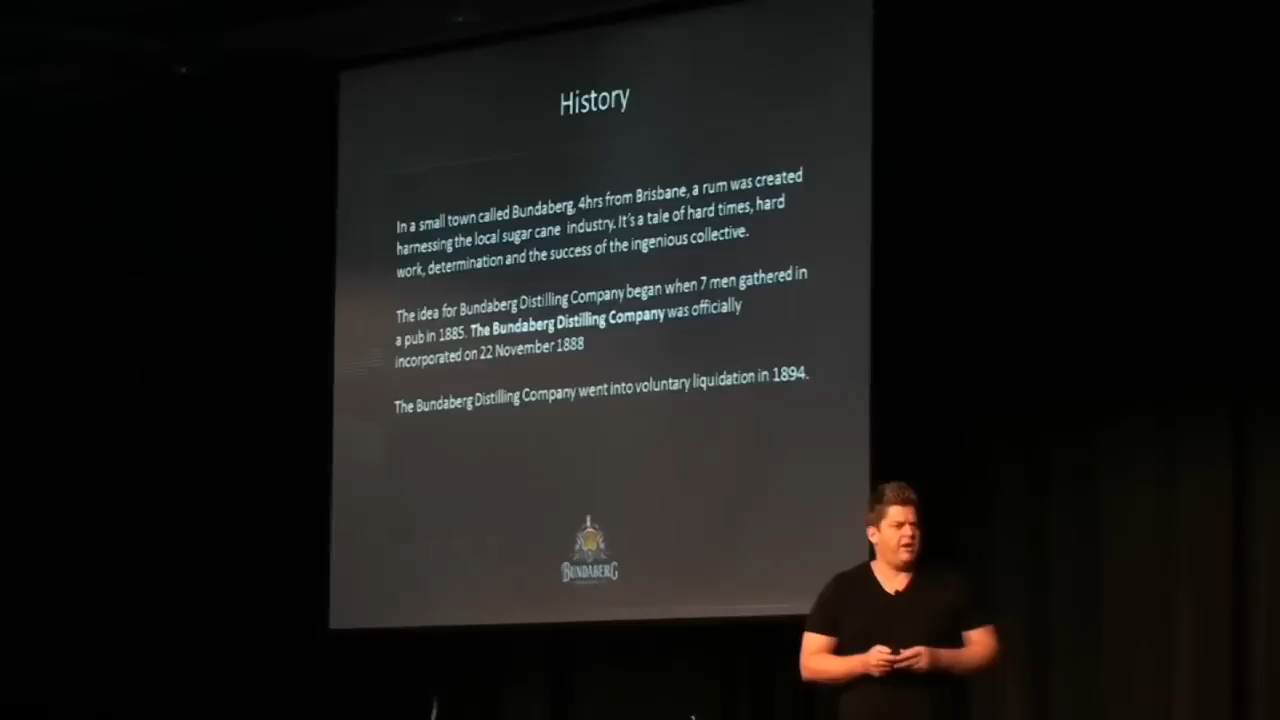 History
In a small town called Bundaberg, 4hrs from Brisbane, a rum was created
harnessing the local sugar cane industry. It's a tale of hard times, hard
work, determination and the success of the ingenious collective.
The idea for Bundaberg Distilling Company began when 7 men gathered in
a pub in 1885. The Bundaberg Distilling Company was officially
incorporated on 22 November 1888
The Bundaberg Distilling Company went into voluntary liquidation in 1894.
BUNDABERG